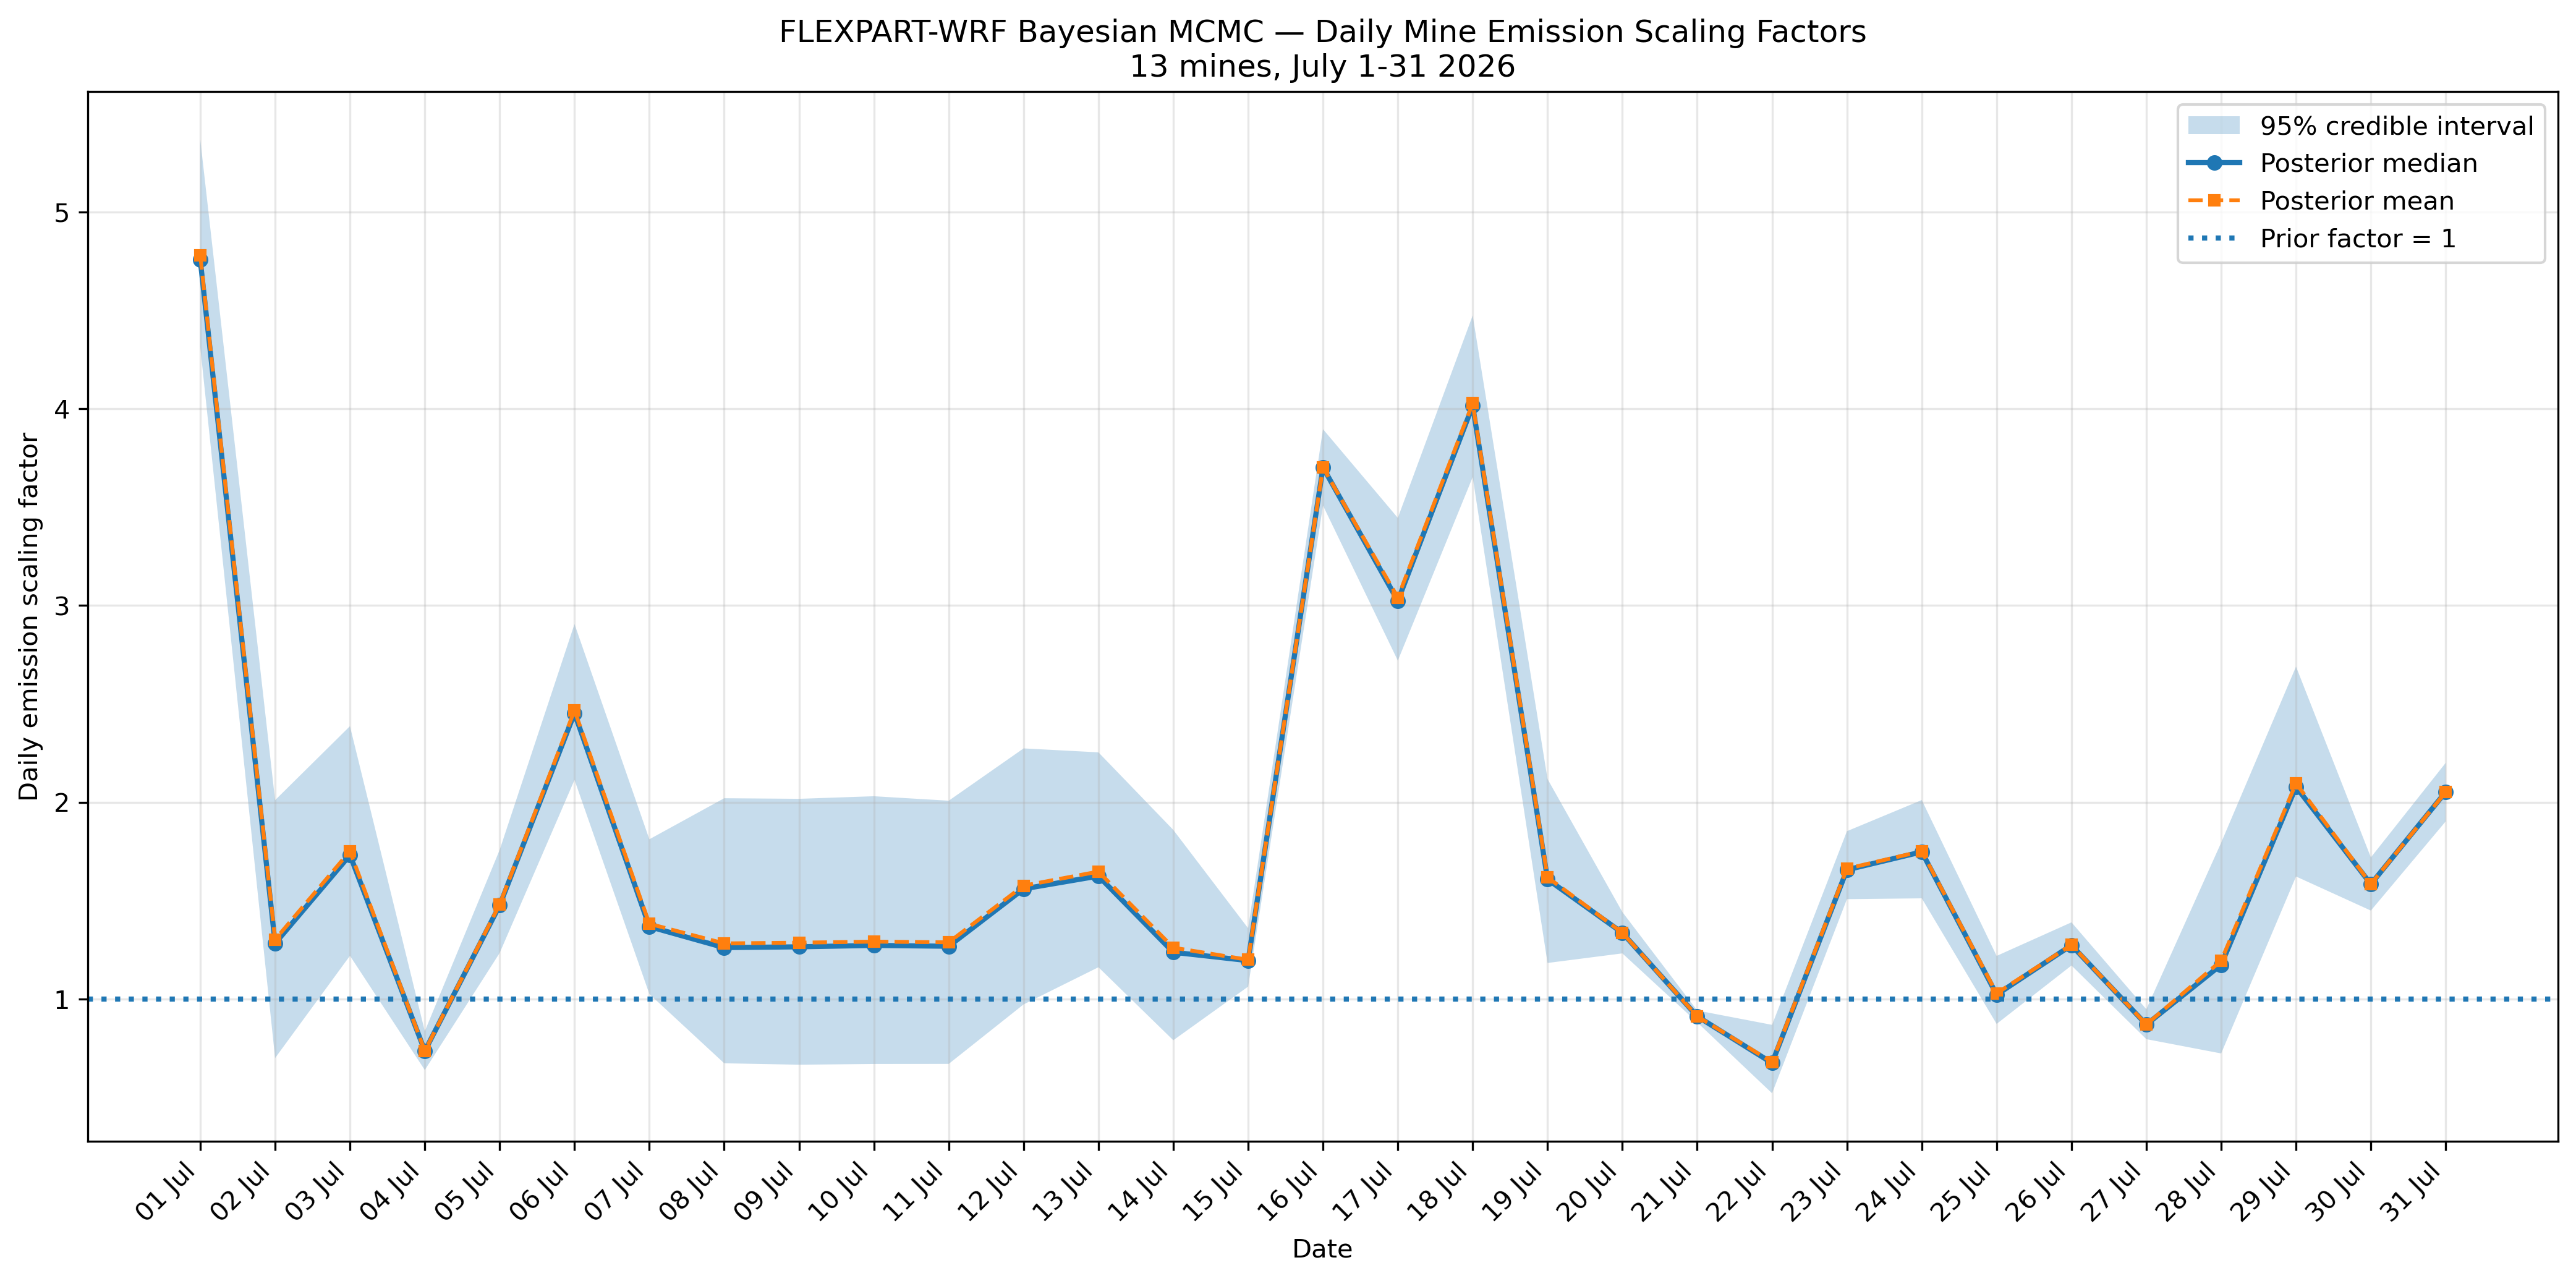 FLEXPART-WRF Bayesian MCMC — Daily Mine Emission Scaling Factors
13 mines, July 1-31 2026
95% credible interval
Posterior median
Posterior mean
Prior factor = 1
Daily emission scaling factor
5
4
3
2
1
01 Jul
02 Jul
03 Jul
04 Jul
05 Jul
06 Jul
07 Jul
08 Jul
09 Jul
10 Jul
11 Jul
12 Jul
13 Jul
14 Jul
15 Jul
16 Jul
17 Jul
18 Jul
19 Jul
20 Jul
21 Jul
22 Jul
23 Jul
24 Jul
25 Jul
26 Jul
27 Jul
28 Jul
29 Jul
30 Jul
31 Jul
Date